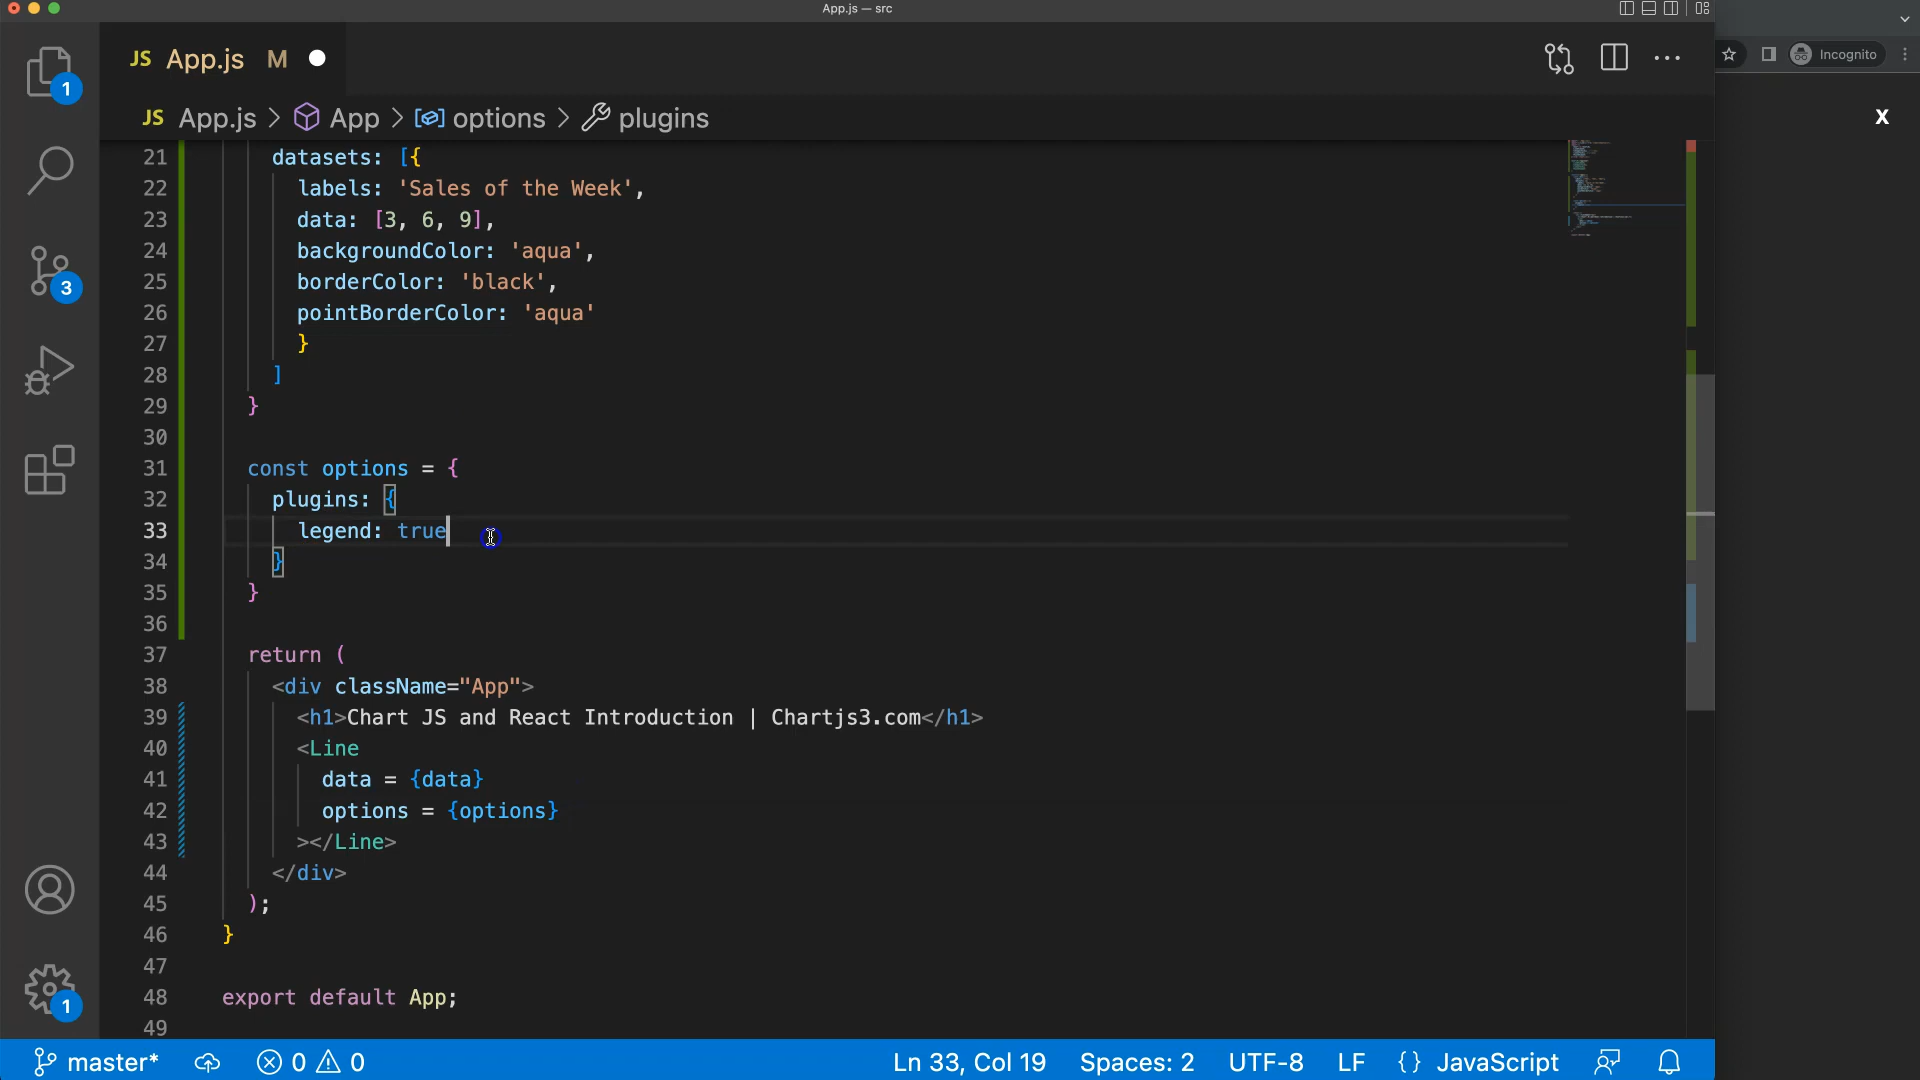 App.js — src
JS App.js M
Incognito
JS App.js > App > options > plugins
X
1
3
1
21 datasets: [{
22 labels: 'Sales of the Week',
23 data: [3, 6, 9],
24 backgroundColor: 'aqua',
25 borderColor: 'black',
26 pointBorderColor: 'aqua'
27 }
28 ]
29 }
30
31 const options = {
32 plugins: {
33 legend: true
34 }
35 }
36
37 return (
38 <div className="App">
39 <h1>Chart JS and React Introduction | Chartjs3.com</h1>
40 <Line
41 data = {data}
42 options = {options}
43 ></Line>
44 </div>
45 );
46 }
47
48 export default App;
49
master* 0 0 Ln 33, Col 19 Spaces: 2 UTF-8 LF {} JavaScript